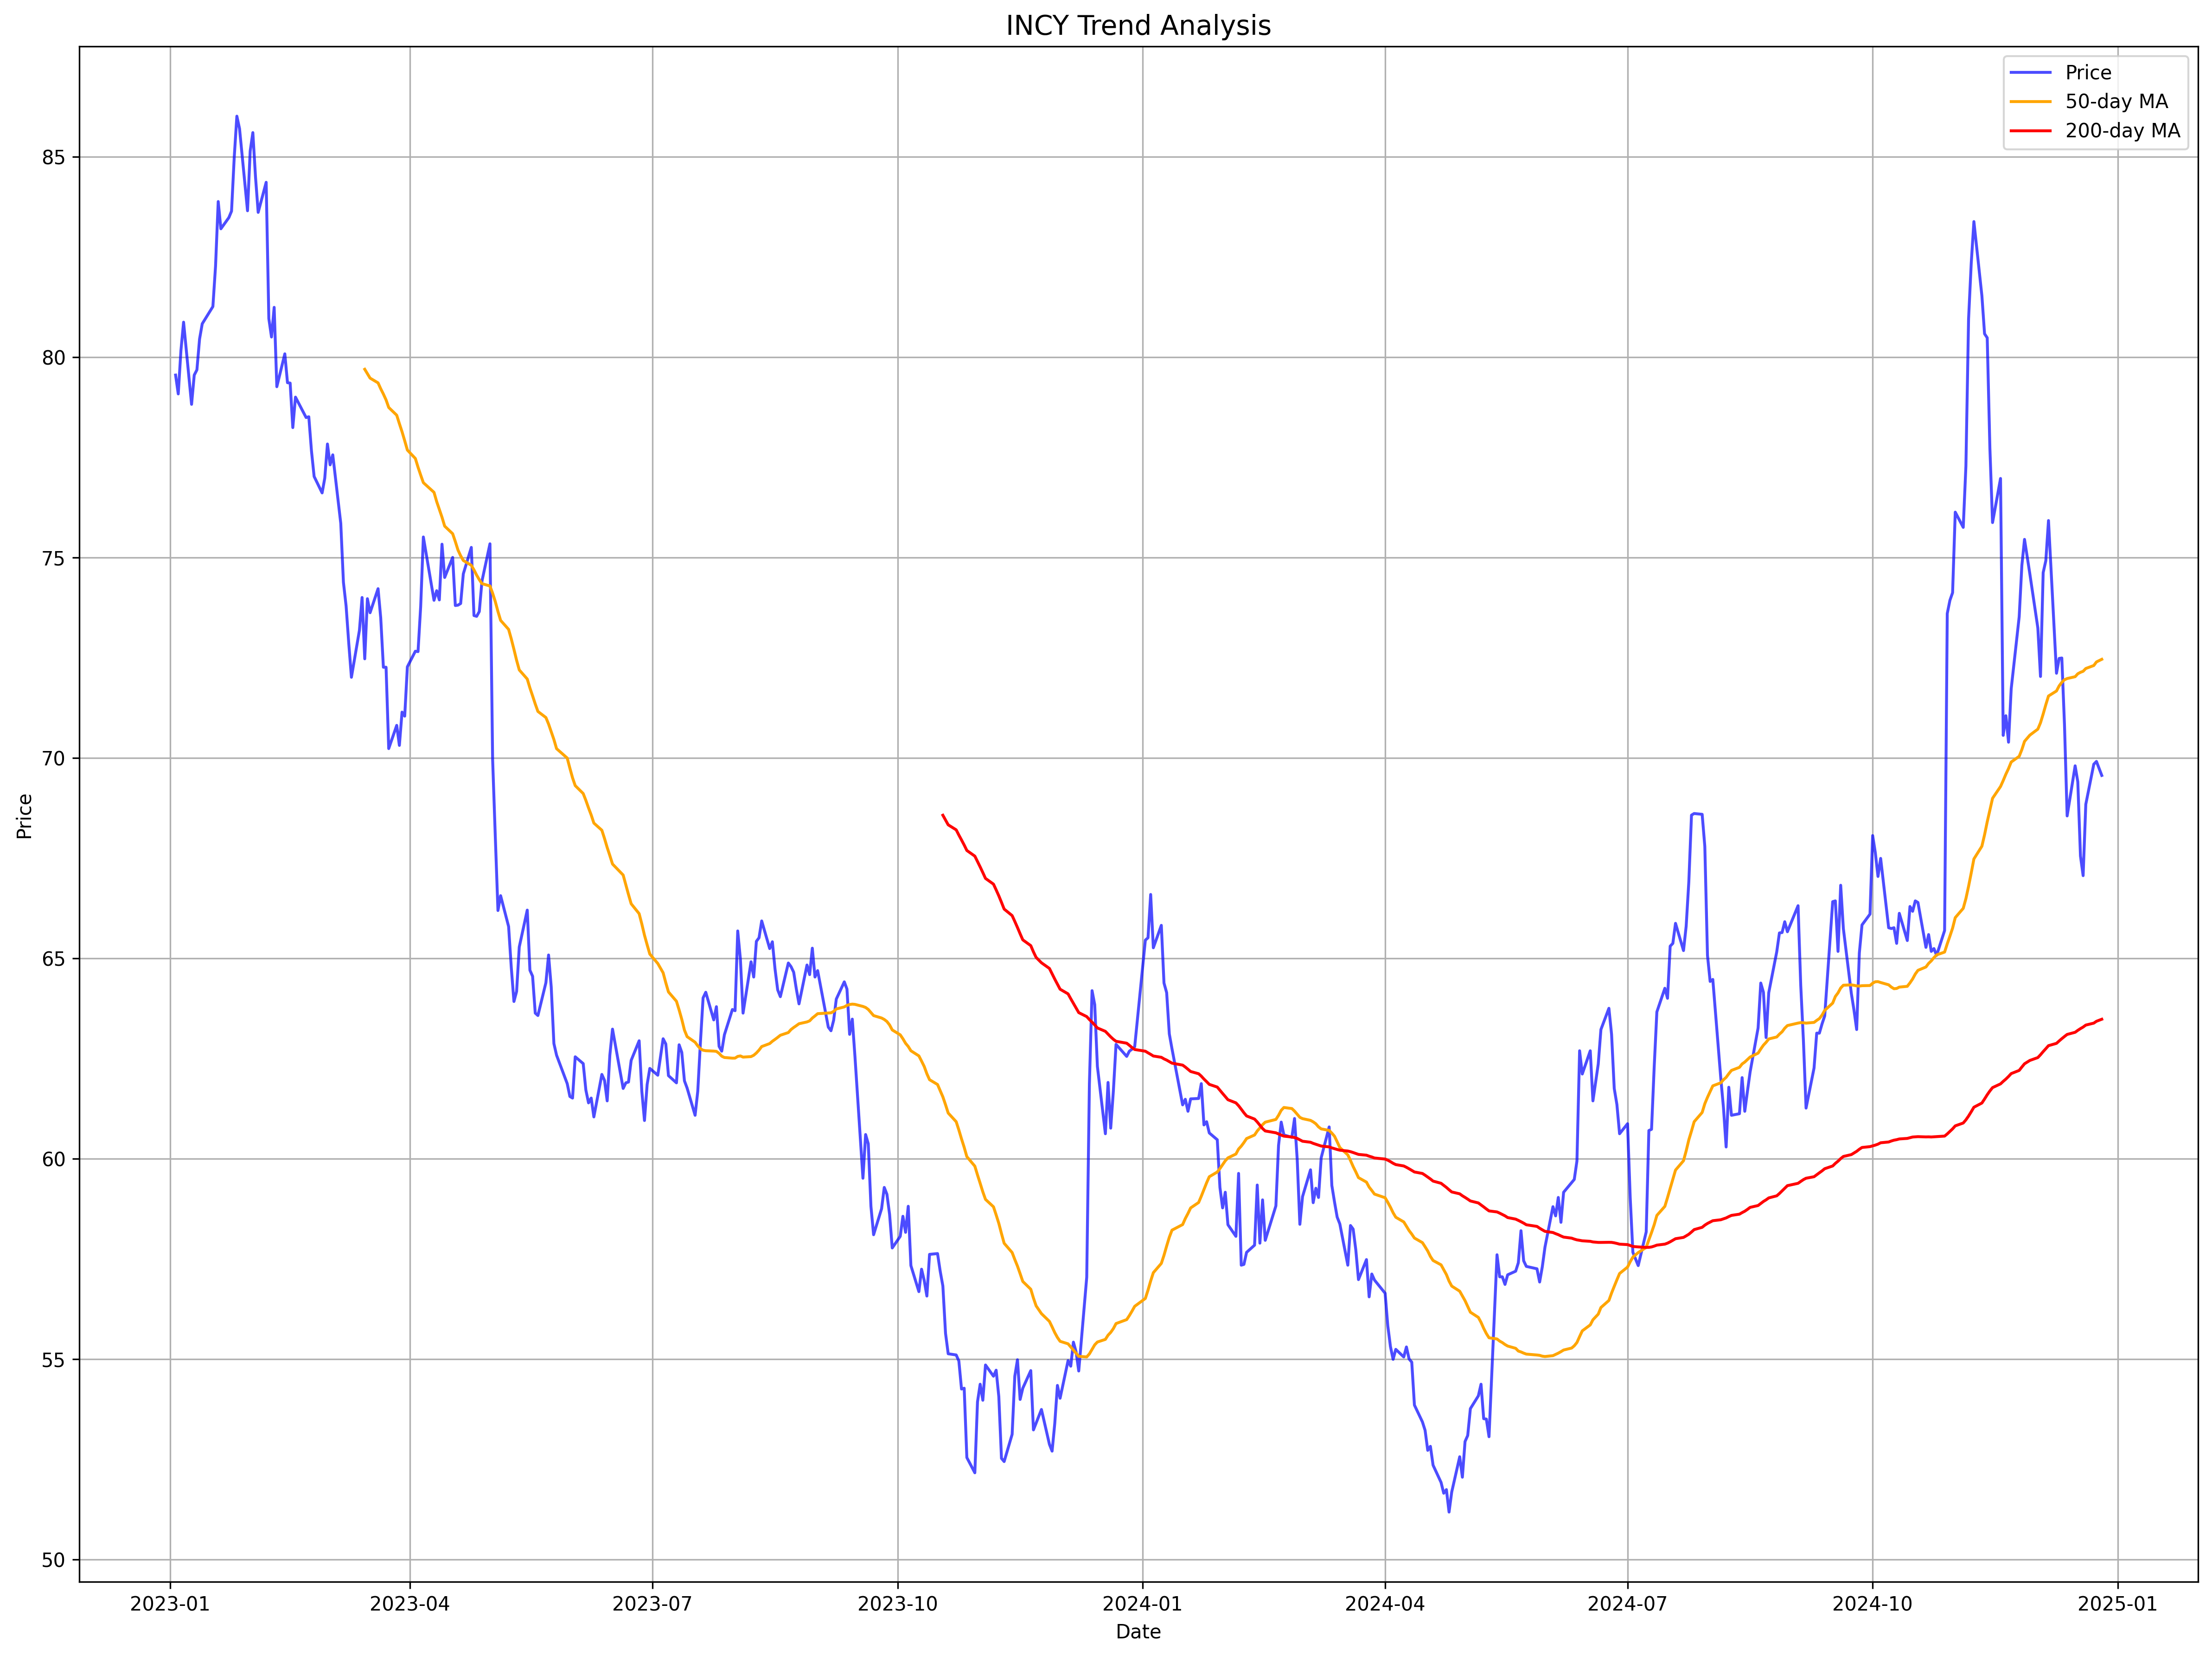 INCY Trend Analysis
Price
50-day MA
200-day MA
85
80
75
70
65
60
55
50
Price
2023-01
2023-04
2023-07
2023-10
2024-01
2024-04
2024-07
2024-10
2025-01
Date